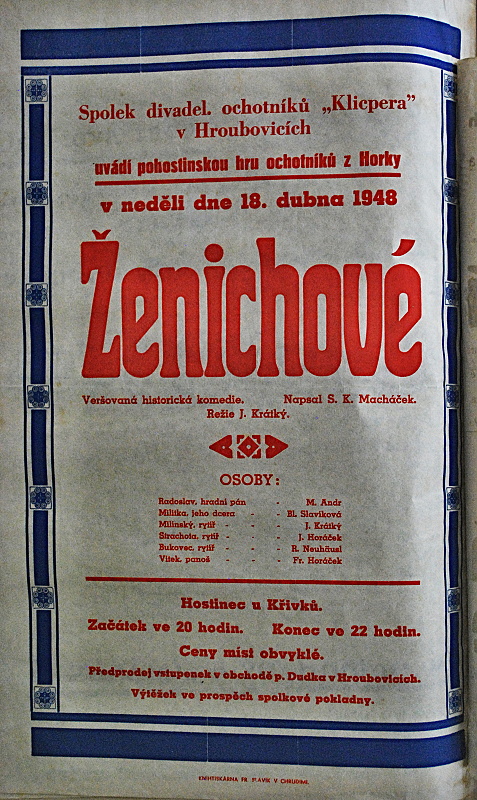 Spolek divadel. ochotníků „Klicpera”
v Hroubovicích
uvádí pohostinskou hru ochotníků z Horky
v neděli dne 18. dubna 1948
Ženichové
Veršovaná historická komedie. Napsal S. K. Macháček.
Režie J. Krátký.
OSOBY:
Radoslav, hradní pán - M. Andr
Militka, jeho dcera - - Bl. Slavíková
Milínský, rytíř - - - J. Krátký
Strachota, rytíř - - - J. Horáček
Bukovec, rytíř - - - R. Neuhäusl
Vítek, panoš - - - Fr. Horáček
Hostinec u Křivků.
Začátek ve 20 hodin. Konec ve 22 hodin.
Ceny míst obvyklé.
Předprodej vstupenek v obchodě p. Dudka v Hroubovicích.
Výtěžek ve prospěch spolkové pokladny.
KNIHTISKÁRNA FR. SLAVÍK V CHRUDIMI.